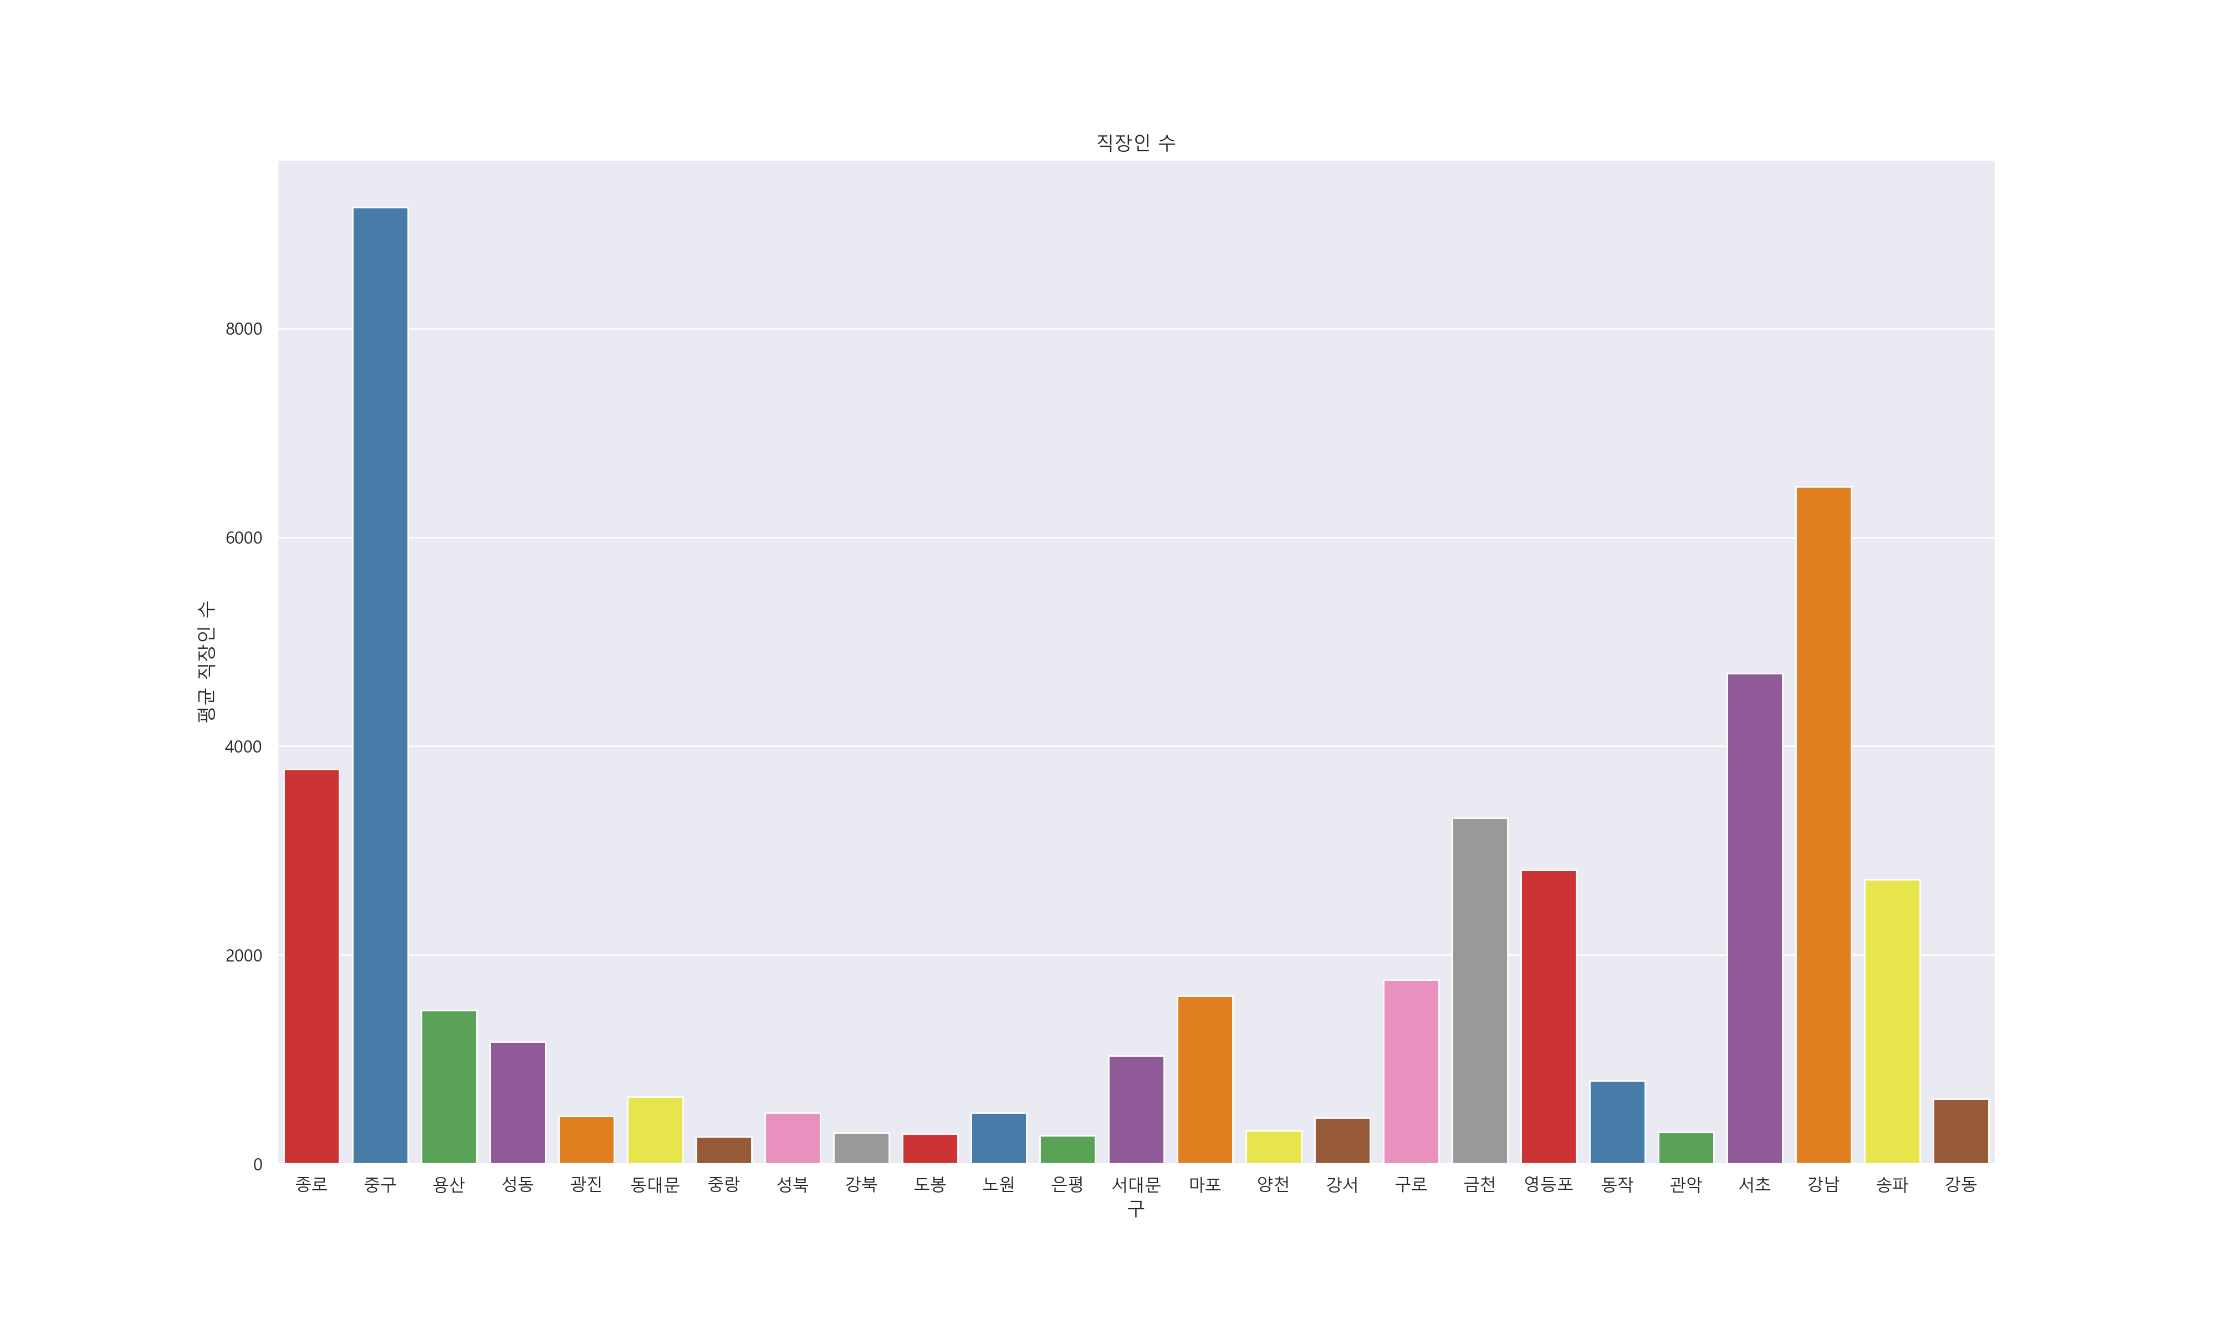 직장인 수
평균 직장인 수
8000
6000
4000
2000
0
종로 중구 용산 성동 광진 동대문 중랑 성북 강북 도봉 노원 은평 서대문 마포 양천 강서 구로 금천 영등포 동작 관악 서초 강남 송파 강동
구